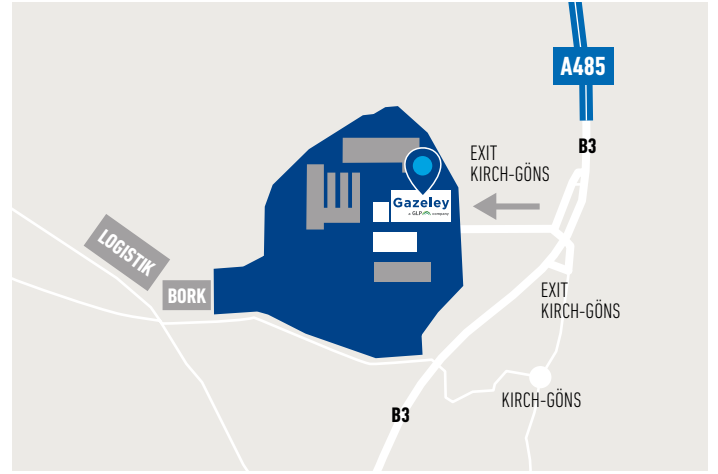 A485
B3
EXIT
KIRCH-GÖNS
Gazeley
a GLP company
LOGISTIK
BORK
EXIT
KIRCH-GÖNS
KIRCH-GÖNS
B3